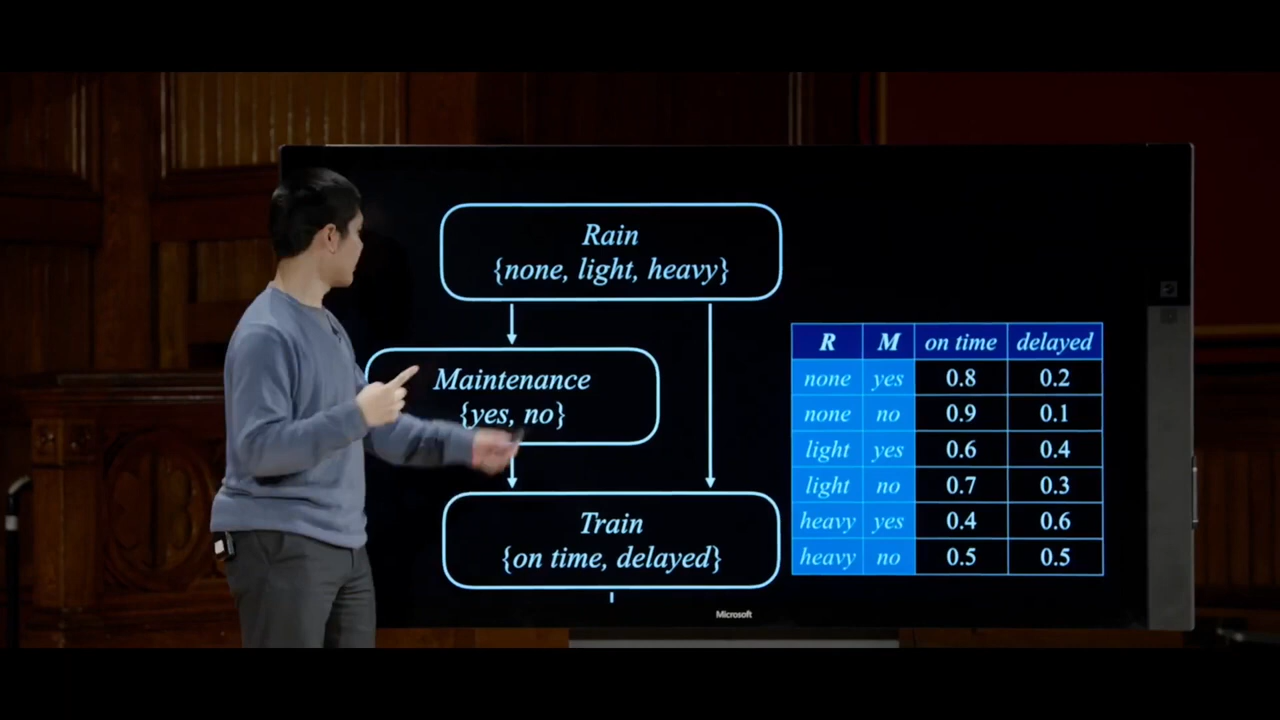 Rain
{none, light, heavy}
Maintenance
{yes, no}
Train
{on time, delayed}
R M on time delayed
none yes 0.8 0.2
none no 0.9 0.1
light yes 0.6 0.4
light no 0.7 0.3
heavy yes 0.4 0.6
heavy no 0.5 0.5
Microsoft